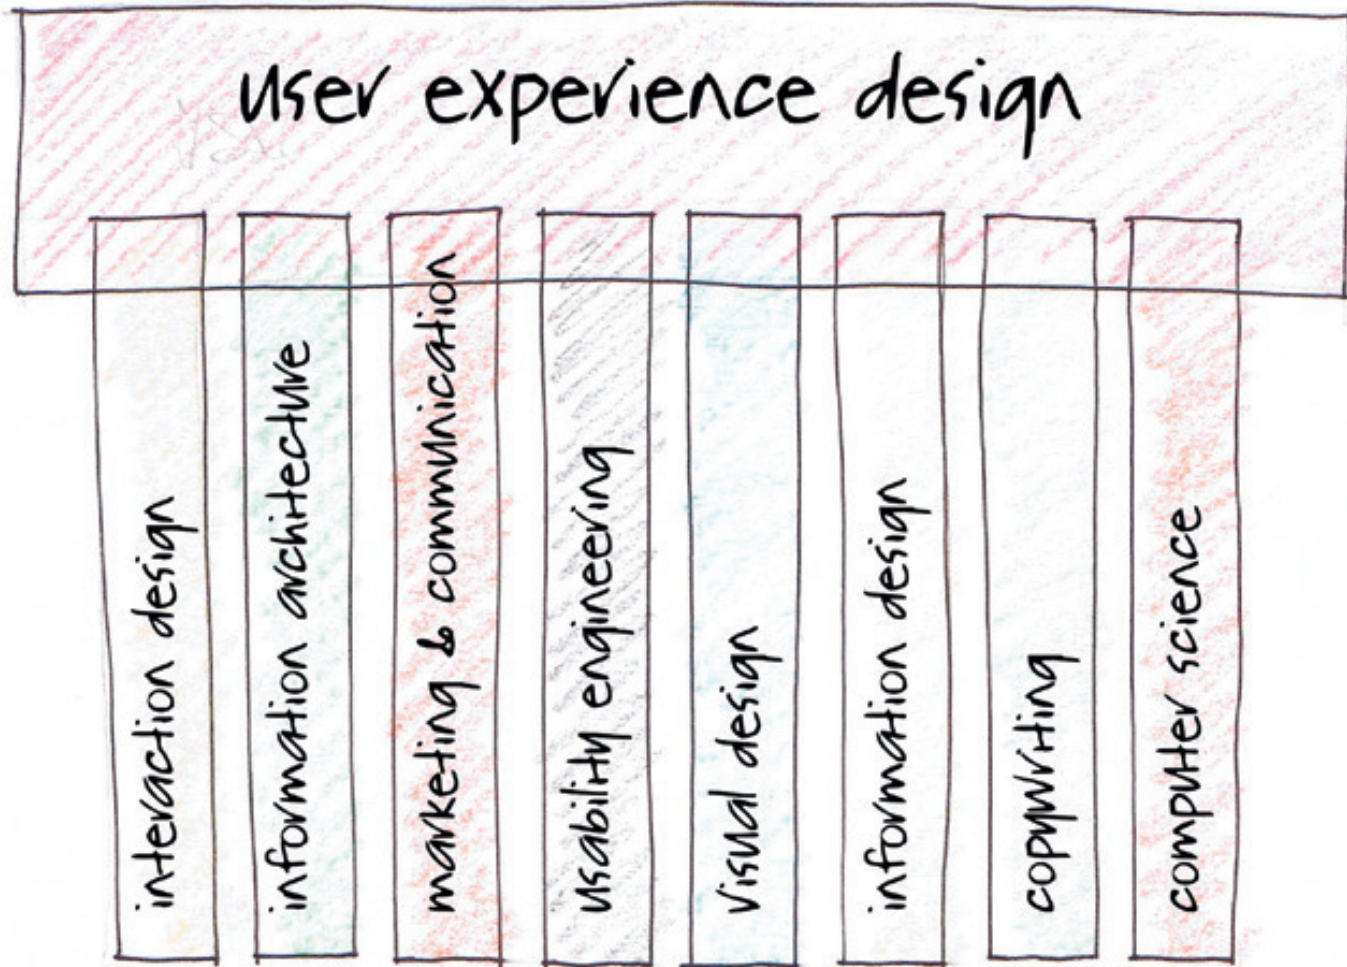 user experience design
interaction design
information architecture
marketing & communication
usability engineering
visual design
information design
copywriting
computer science